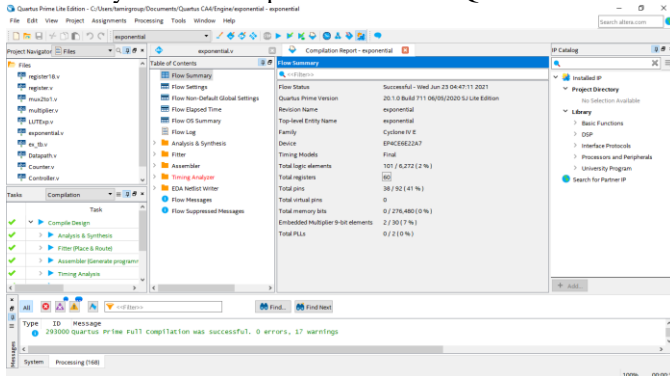 Quartus Prime Lite Edition - C:/Users/tamirgroup/Documents/Quartus CA4/Engine/exponential - exponential
File Edit View Project Assignments Processing Tools Window Help
Search altera.com
exponential
Project Navigator Files
Files
register18.v
register.v
mux2to1.v
multiplier.v
LUTExp.v
exponential.v
ex_tb.v
Datapath.v
Counter.v
Controller.v
Tasks Compilation
Task
Compile Design
Analysis & Synthesis
Fitter (Place & Route)
Assembler (Generate programm
Timing Analysis
exponential.v
Compilation Report - exponential
Table of Contents
Flow Summary
Flow Settings
Flow Non-Default Global Settings
Flow Elapsed Time
Flow OS Summary
Flow Log
Analysis & Synthesis
Fitter
Assembler
Timing Analyzer
EDA Netlist Writer
Flow Messages
Flow Suppressed Messages
Flow Summary
<<Filter>>
Flow Status Successful - Wed Jun 23 04:47:11 2021
Quartus Prime Version 20.1.0 Build 711 06/05/2020 SJ Lite Edition
Revision Name exponential
Top-level Entity Name exponential
Family Cyclone IV E
Device EP4CE6E22A7
Timing Models Final
Total logic elements 101 / 6,272 ( 2 % )
Total registers 60
Total pins 38 / 92 ( 41 % )
Total virtual pins 0
Total memory bits 0 / 276,480 ( 0 % )
Embedded Multiplier 9-bit elements 2 / 30 ( 7 % )
Total PLLs 0 / 2 ( 0 % )
IP Catalog
Installed IP
Project Directory
No Selection Available
Library
Basic Functions
DSP
Interface Protocols
Processors and Peripherals
University Program
Search for Partner IP
+ Add...
All
<<Filter>>
Find... Find Next
Type ID Message
293000 Quartus Prime Full Compilation was successful. 0 errors, 17 warnings
Messages
System Processing (168)
100% 00:00: